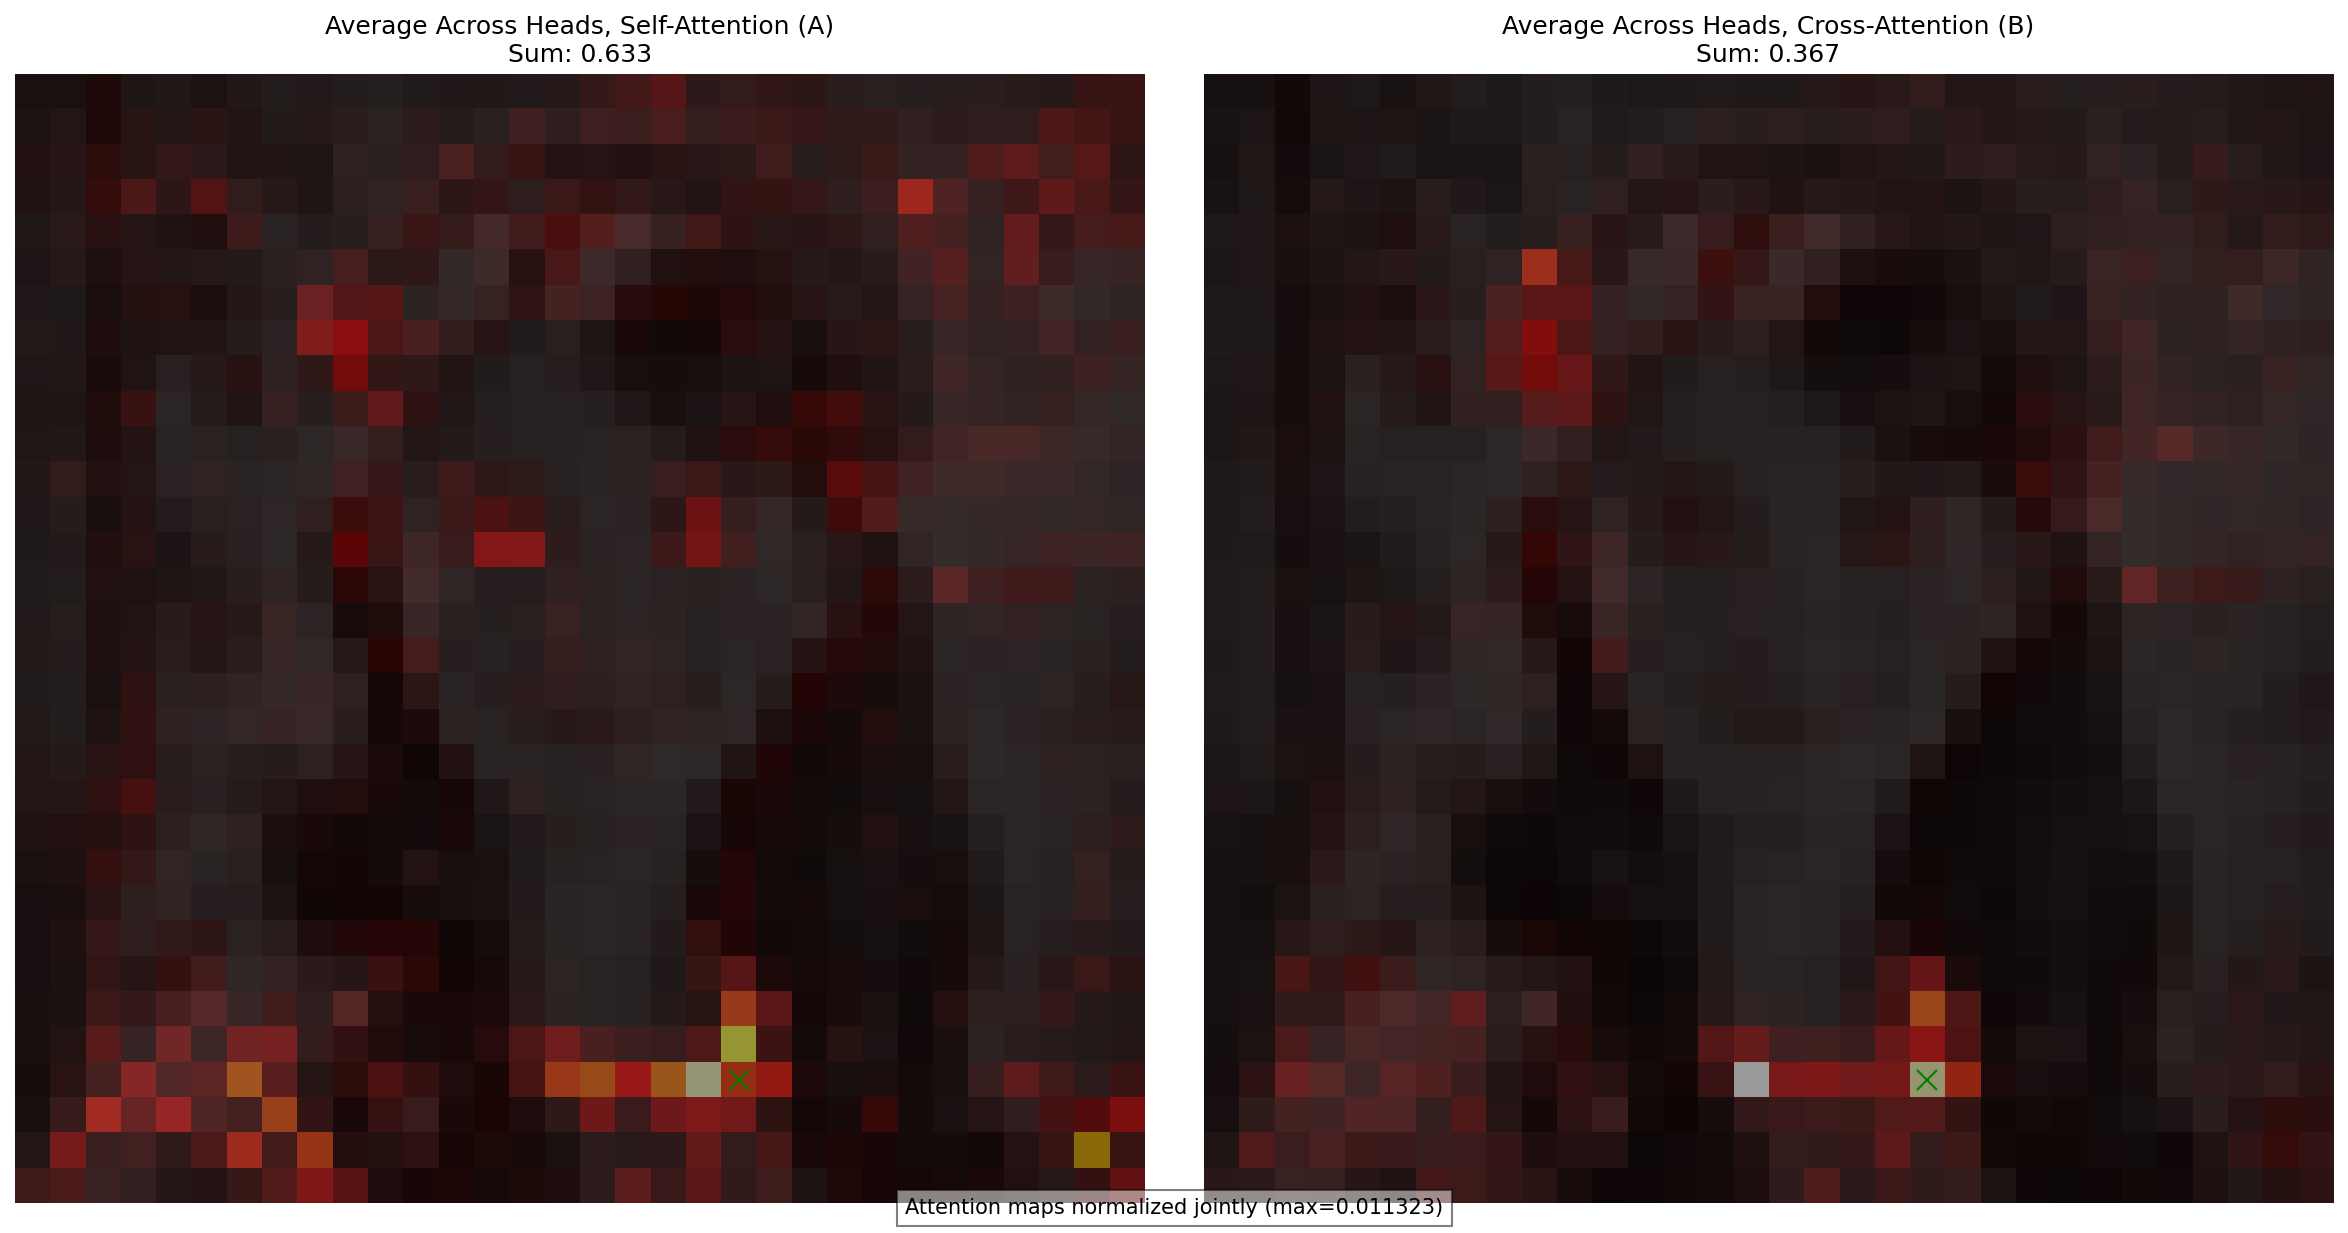 Average Across Heads, Self-Attention (A)
Sum: 0.633
Average Across Heads, Cross-Attention (B)
Sum: 0.367
Attention maps normalized jointly (max=0.011323)